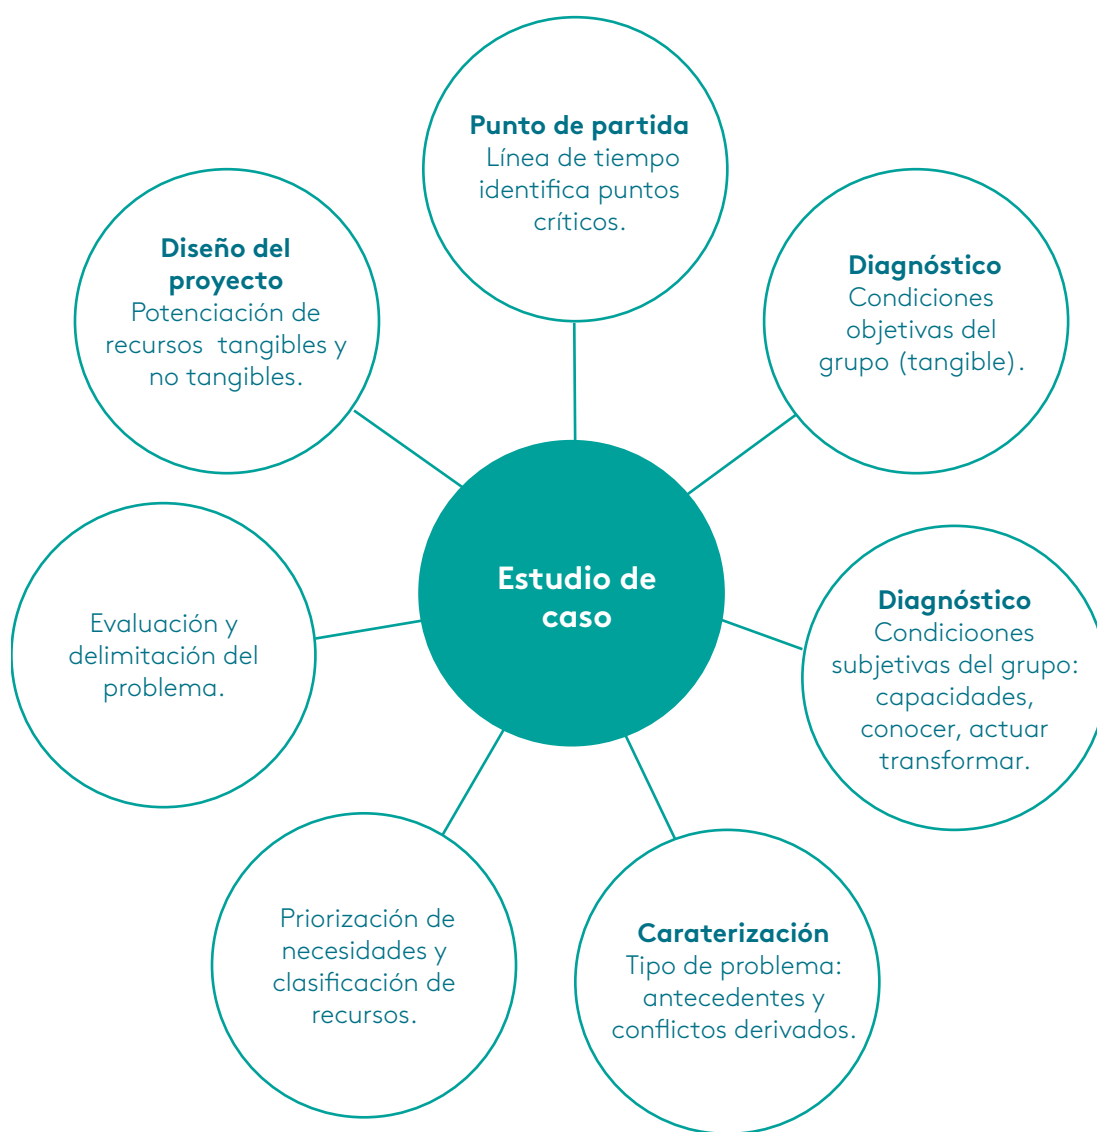 Punto de partida
Línea de tiempo
identifica puntos
críticos.
Diagnóstico
Condiciones
objetivas del
grupo (tangible).
Diagnóstico
Condicioones
subjetivas del grupo:
capacidades,
conocer, actuar
transformar.
Caraterización
Tipo de problema:
antecedentes y
conflictos derivados.
Priorización de
necesidades y
clasificación de
recursos.
Evaluación y
delimitación del
problema.
Diseño del
proyecto
Potenciación de
recursos tangibles y
no tangibles.
Estudio de
caso